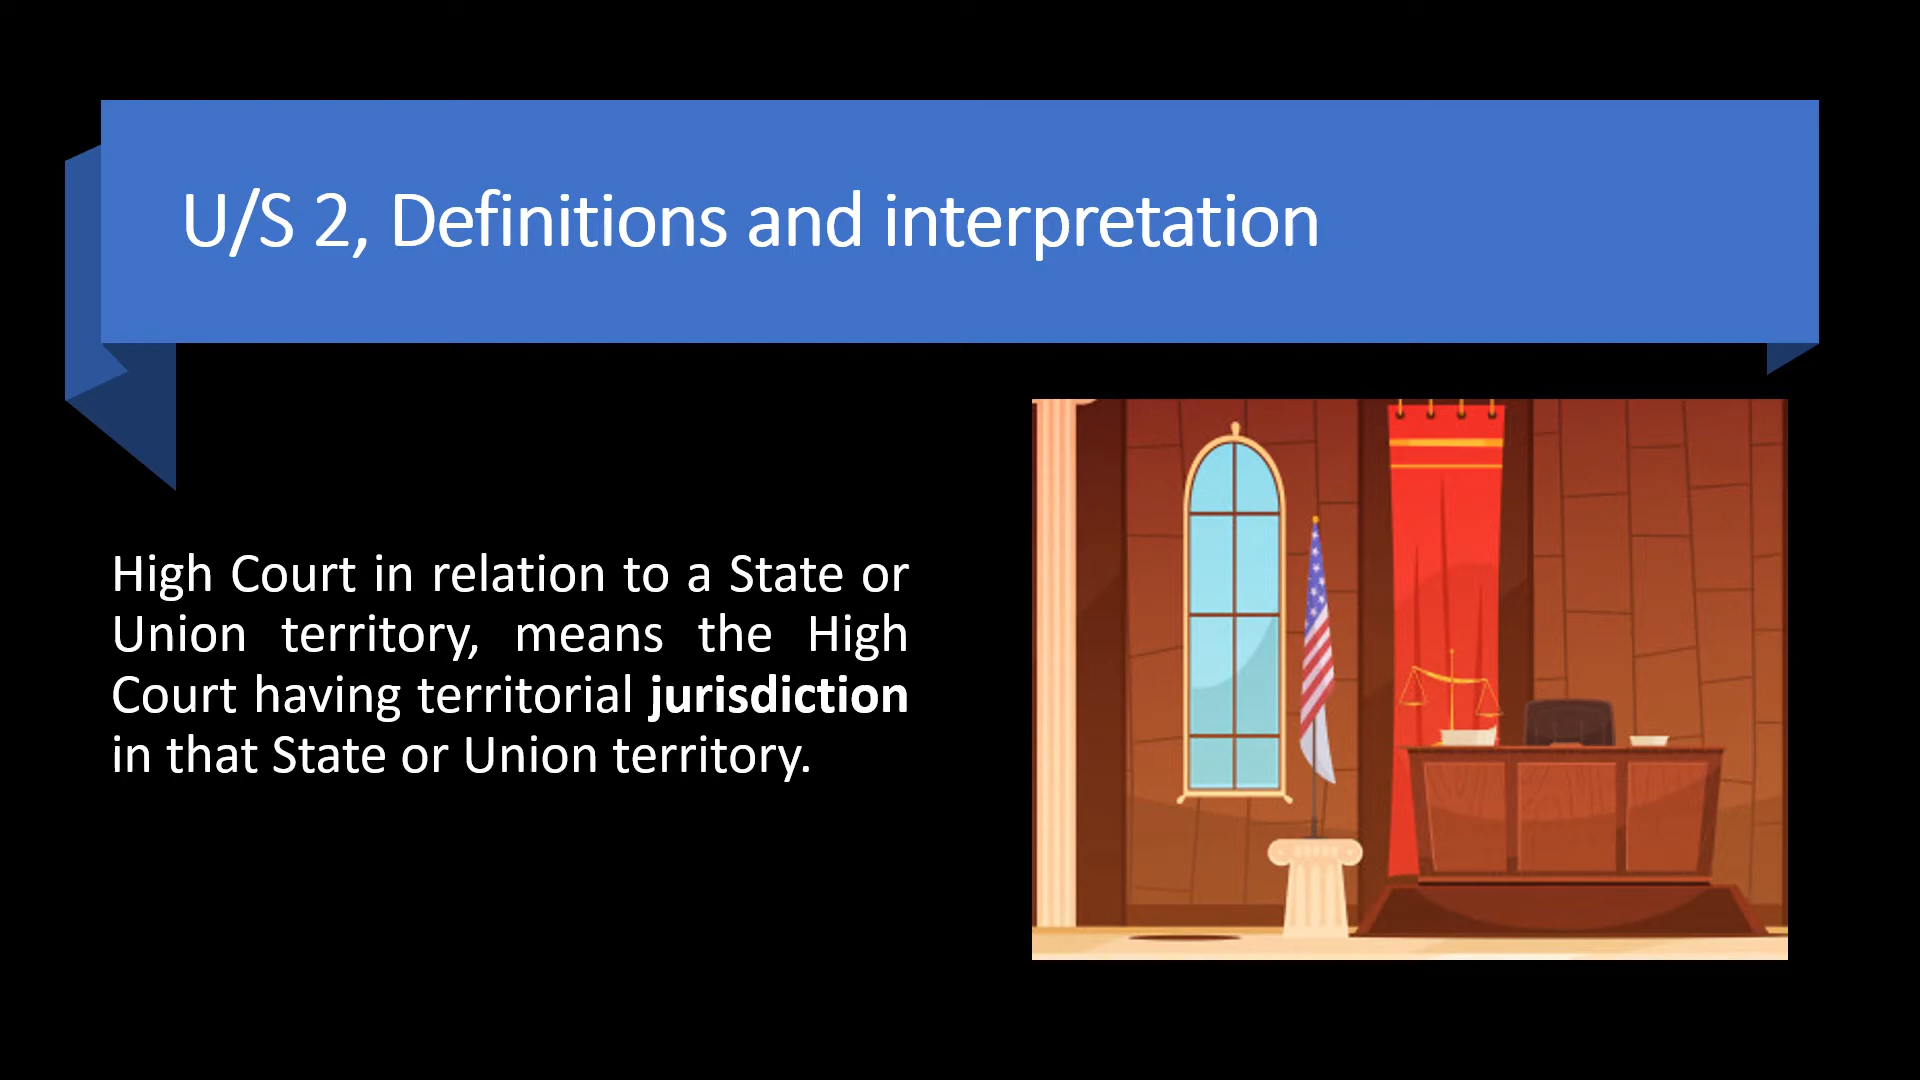 U/S 2, Definitions and interpretation
High Court in relation to a State or
Union territory, means the High
Court having territorial jurisdiction
in that State or Union territory.